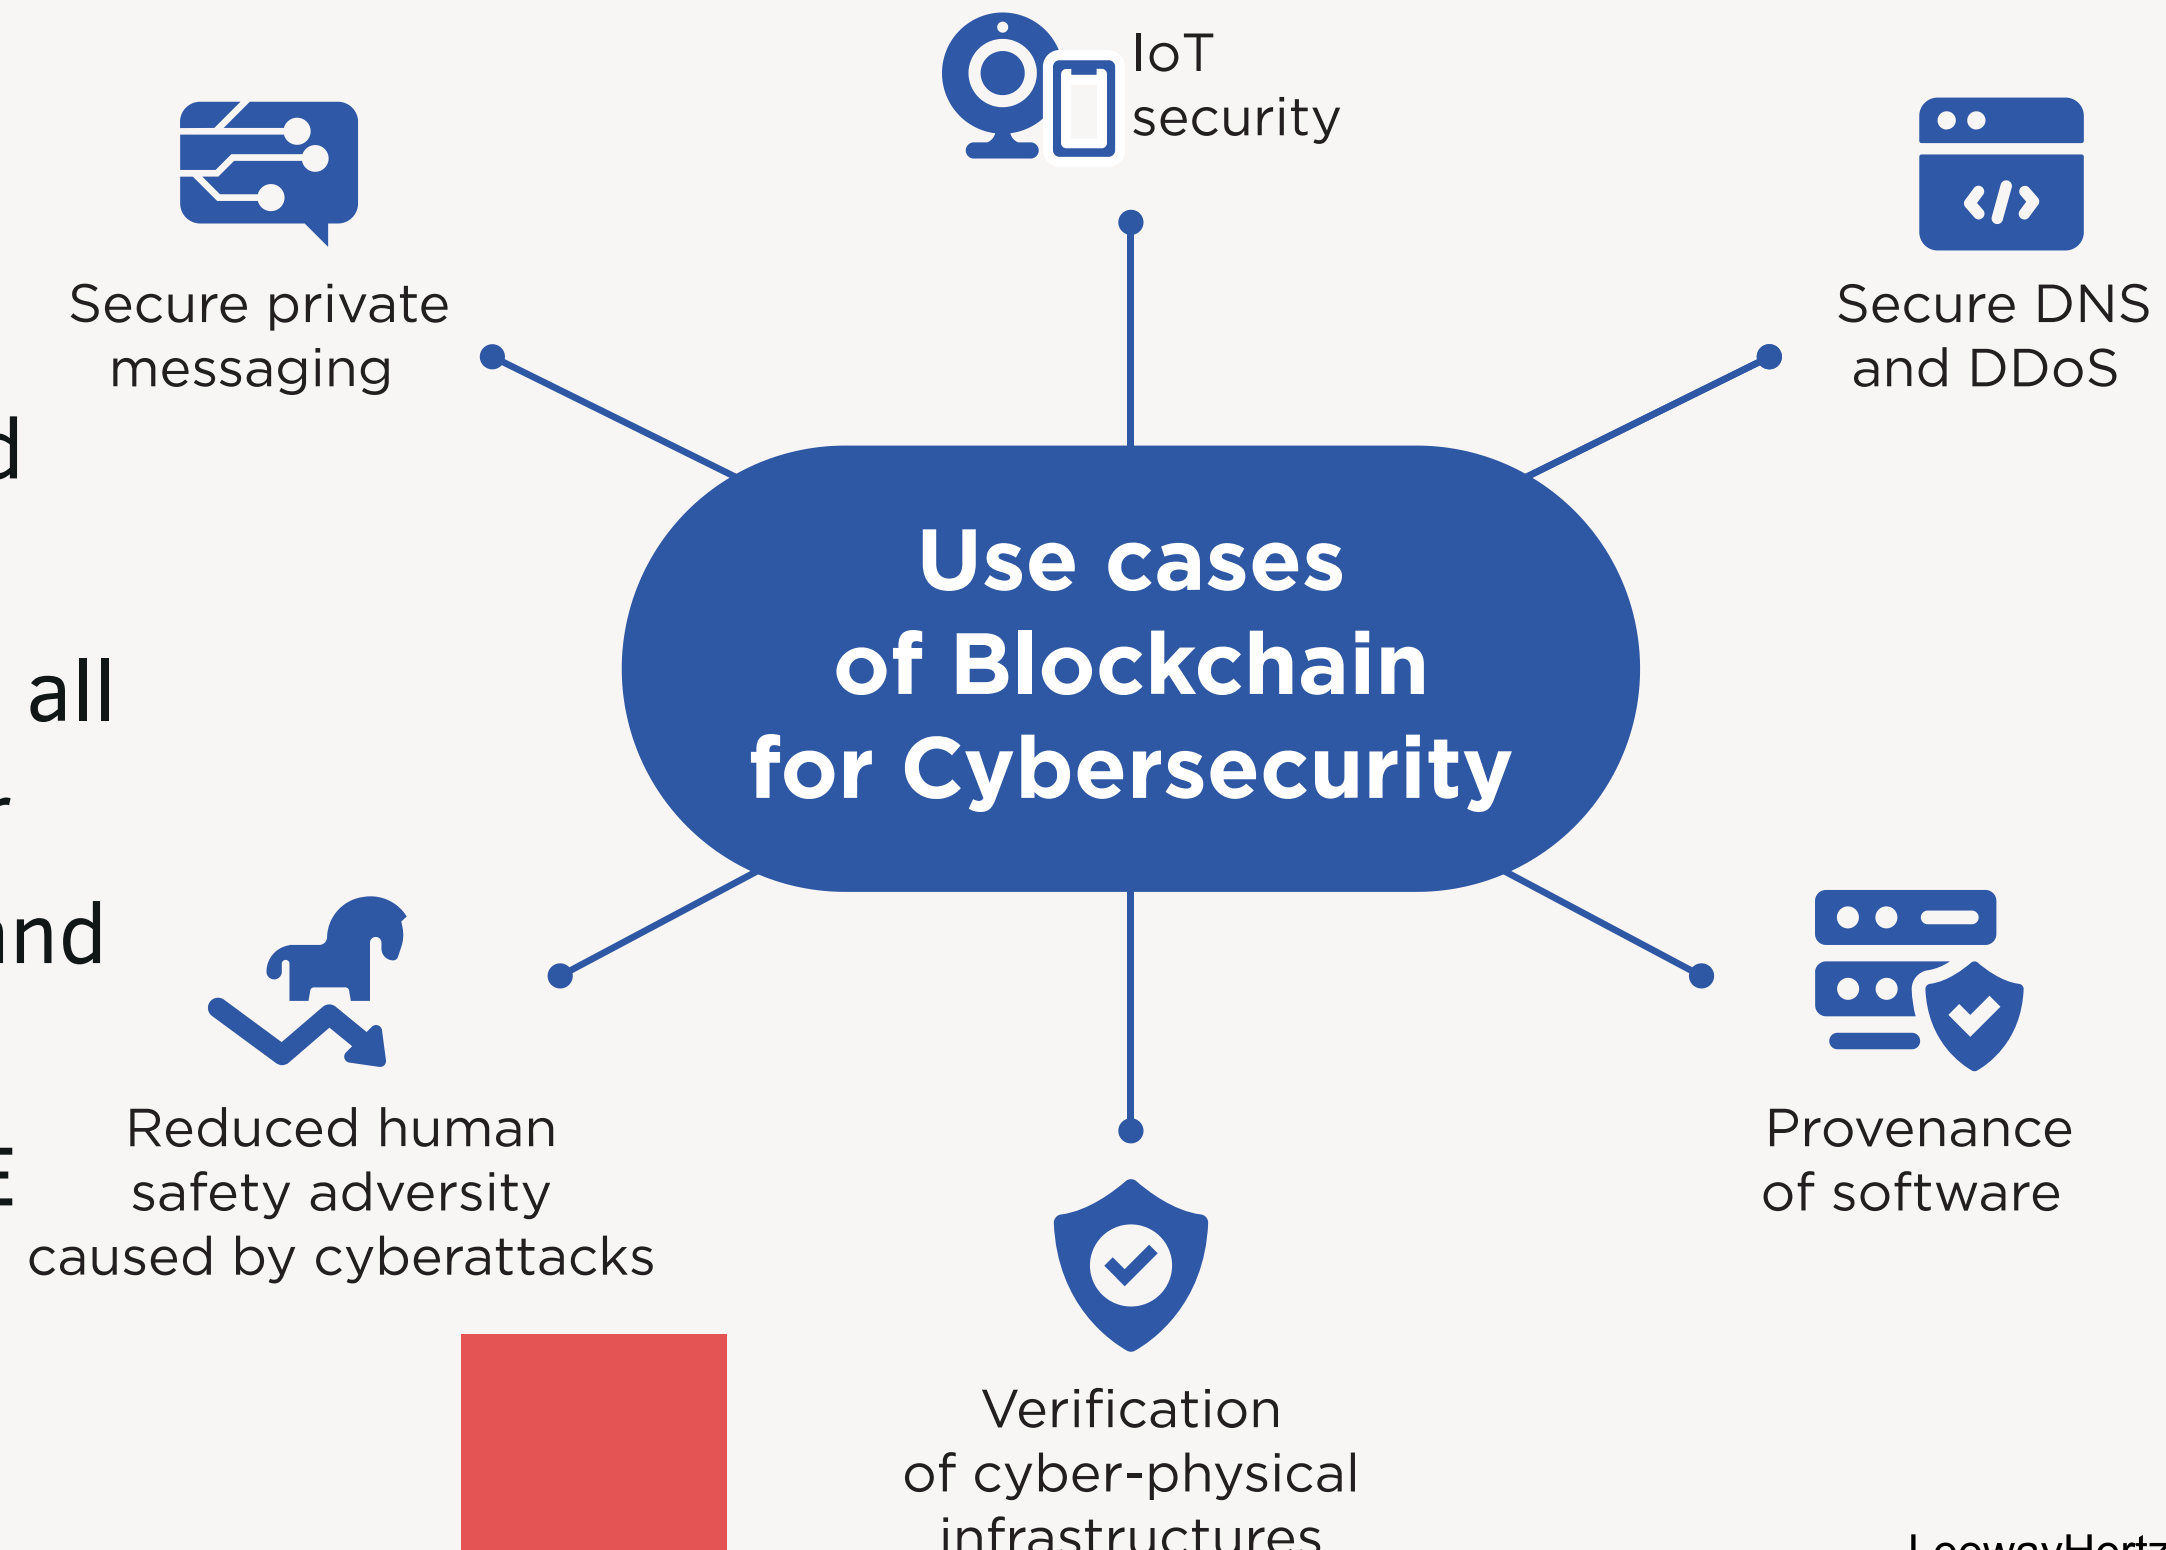 IoT
security
Secure private
messaging
Secure DNS
and DDoS
all
Use cases
of Blockchain
for Cybersecurity
Reduced human
safety adversity
caused by cyberattacks
Provenance
of software
Verification
of cyber-physical
infrastructures
LeewayHertz